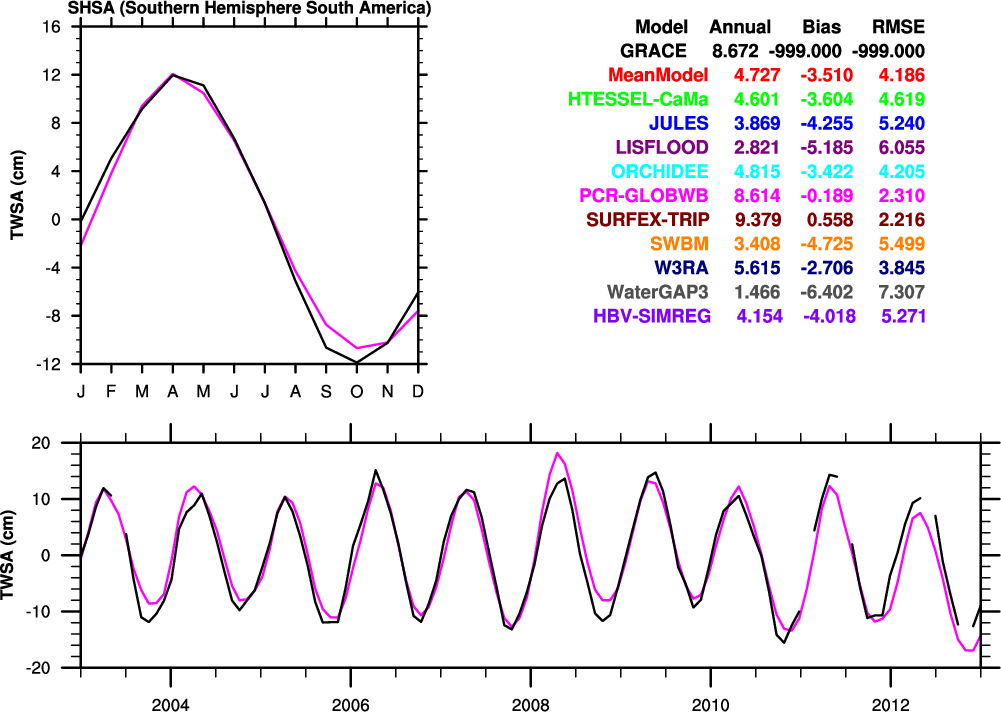 SHSA (Southern Hemisphere South America)
16
12
8
4
0
-4
-8
-12
TWSA (cm)
J F M A M J J A S O N D
Model Annual Bias RMSE
GRACE 8.672 -999.000 -999.000
MeanModel 4.727 -3.510 4.186
HTESSEL-CaMa 4.601 -3.604 4.619
JULES 3.869 -4.255 5.240
LISFLOOD 2.821 -5.185 6.055
ORCHIDEE 4.815 -3.422 4.205
PCR-GLOBWB 8.614 -0.189 2.310
SURFEX-TRIP 9.379 0.558 2.216
SWBM 3.408 -4.725 5.499
W3RA 5.615 -2.706 3.845
WaterGAP3 1.466 -6.402 7.307
HBV-SIMREG 4.154 -4.018 5.271
20
10
0
-10
-20
TWSA (cm)
2004 2006 2008 2010 2012